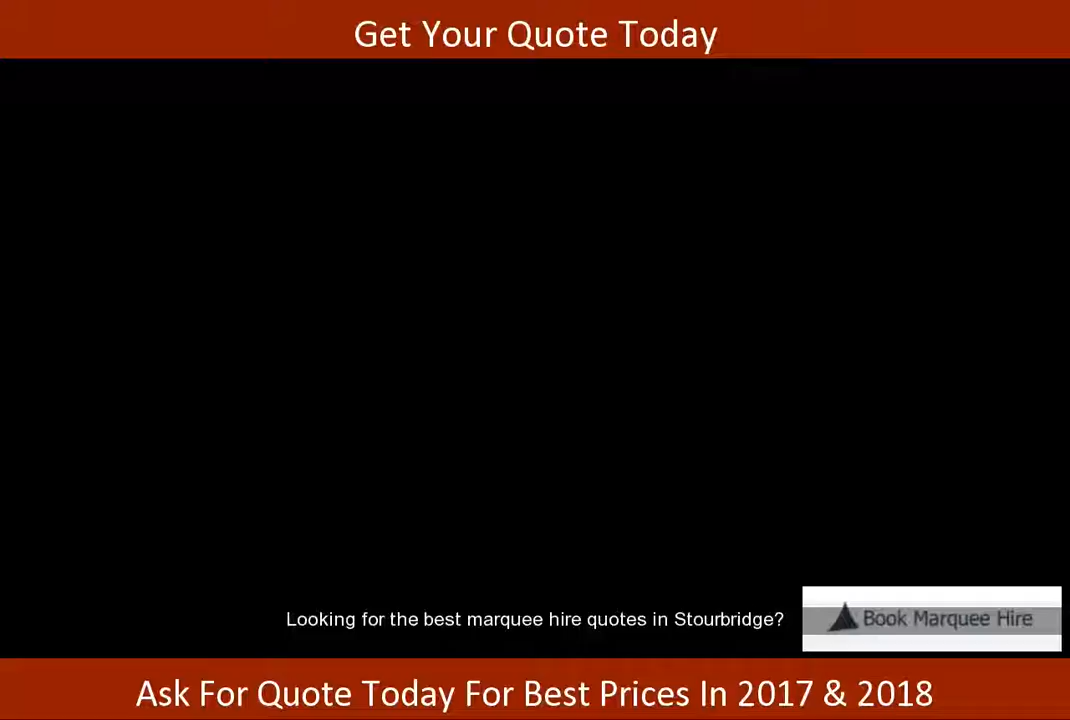 Get Your Quote Today
Looking for the best marquee hire quotes in Stourbridge?
Book Marquee Hire
Ask For Quote Today For Best Prices In 2017 & 2018